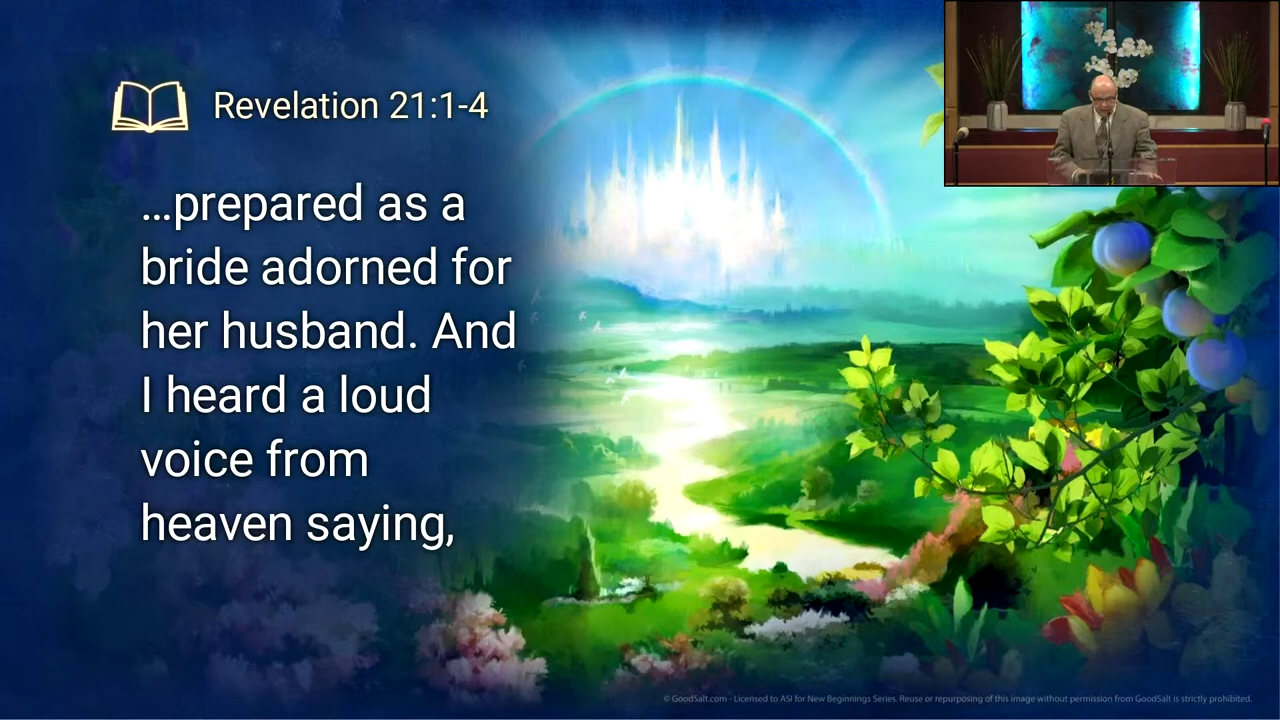 Revelation 21:1-4
...prepared as a
bride adorned for
her husband. And
I heard a loud
voice from
heaven saying,
© GoodSalt.com - Licensed to ASI for New Beginnings Series. Reuse or repurposing of this image without permission from GoodSalt is strictly prohibited.